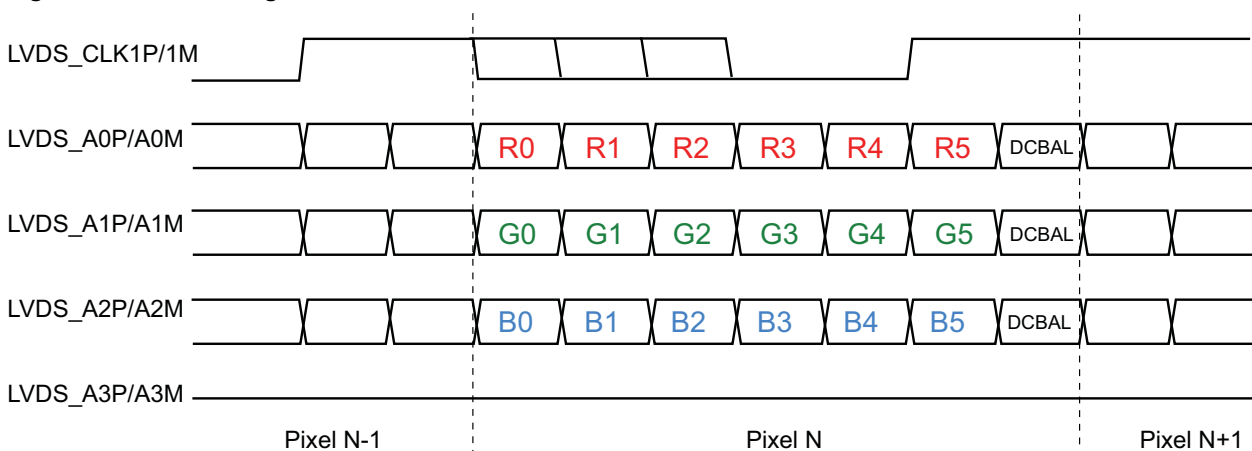 LVDS_CLK1P/1M
LVDS_A0P/A0M R0 R1 R2 R3 R4 R5 DCBAL
LVDS_A1P/A1M G0 G1 G2 G3 G4 G5 DCBAL
LVDS_A2P/A2M B0 B1 B2 B3 B4 B5 DCBAL
LVDS_A3P/A3M
Pixel N-1 Pixel N Pixel N+1